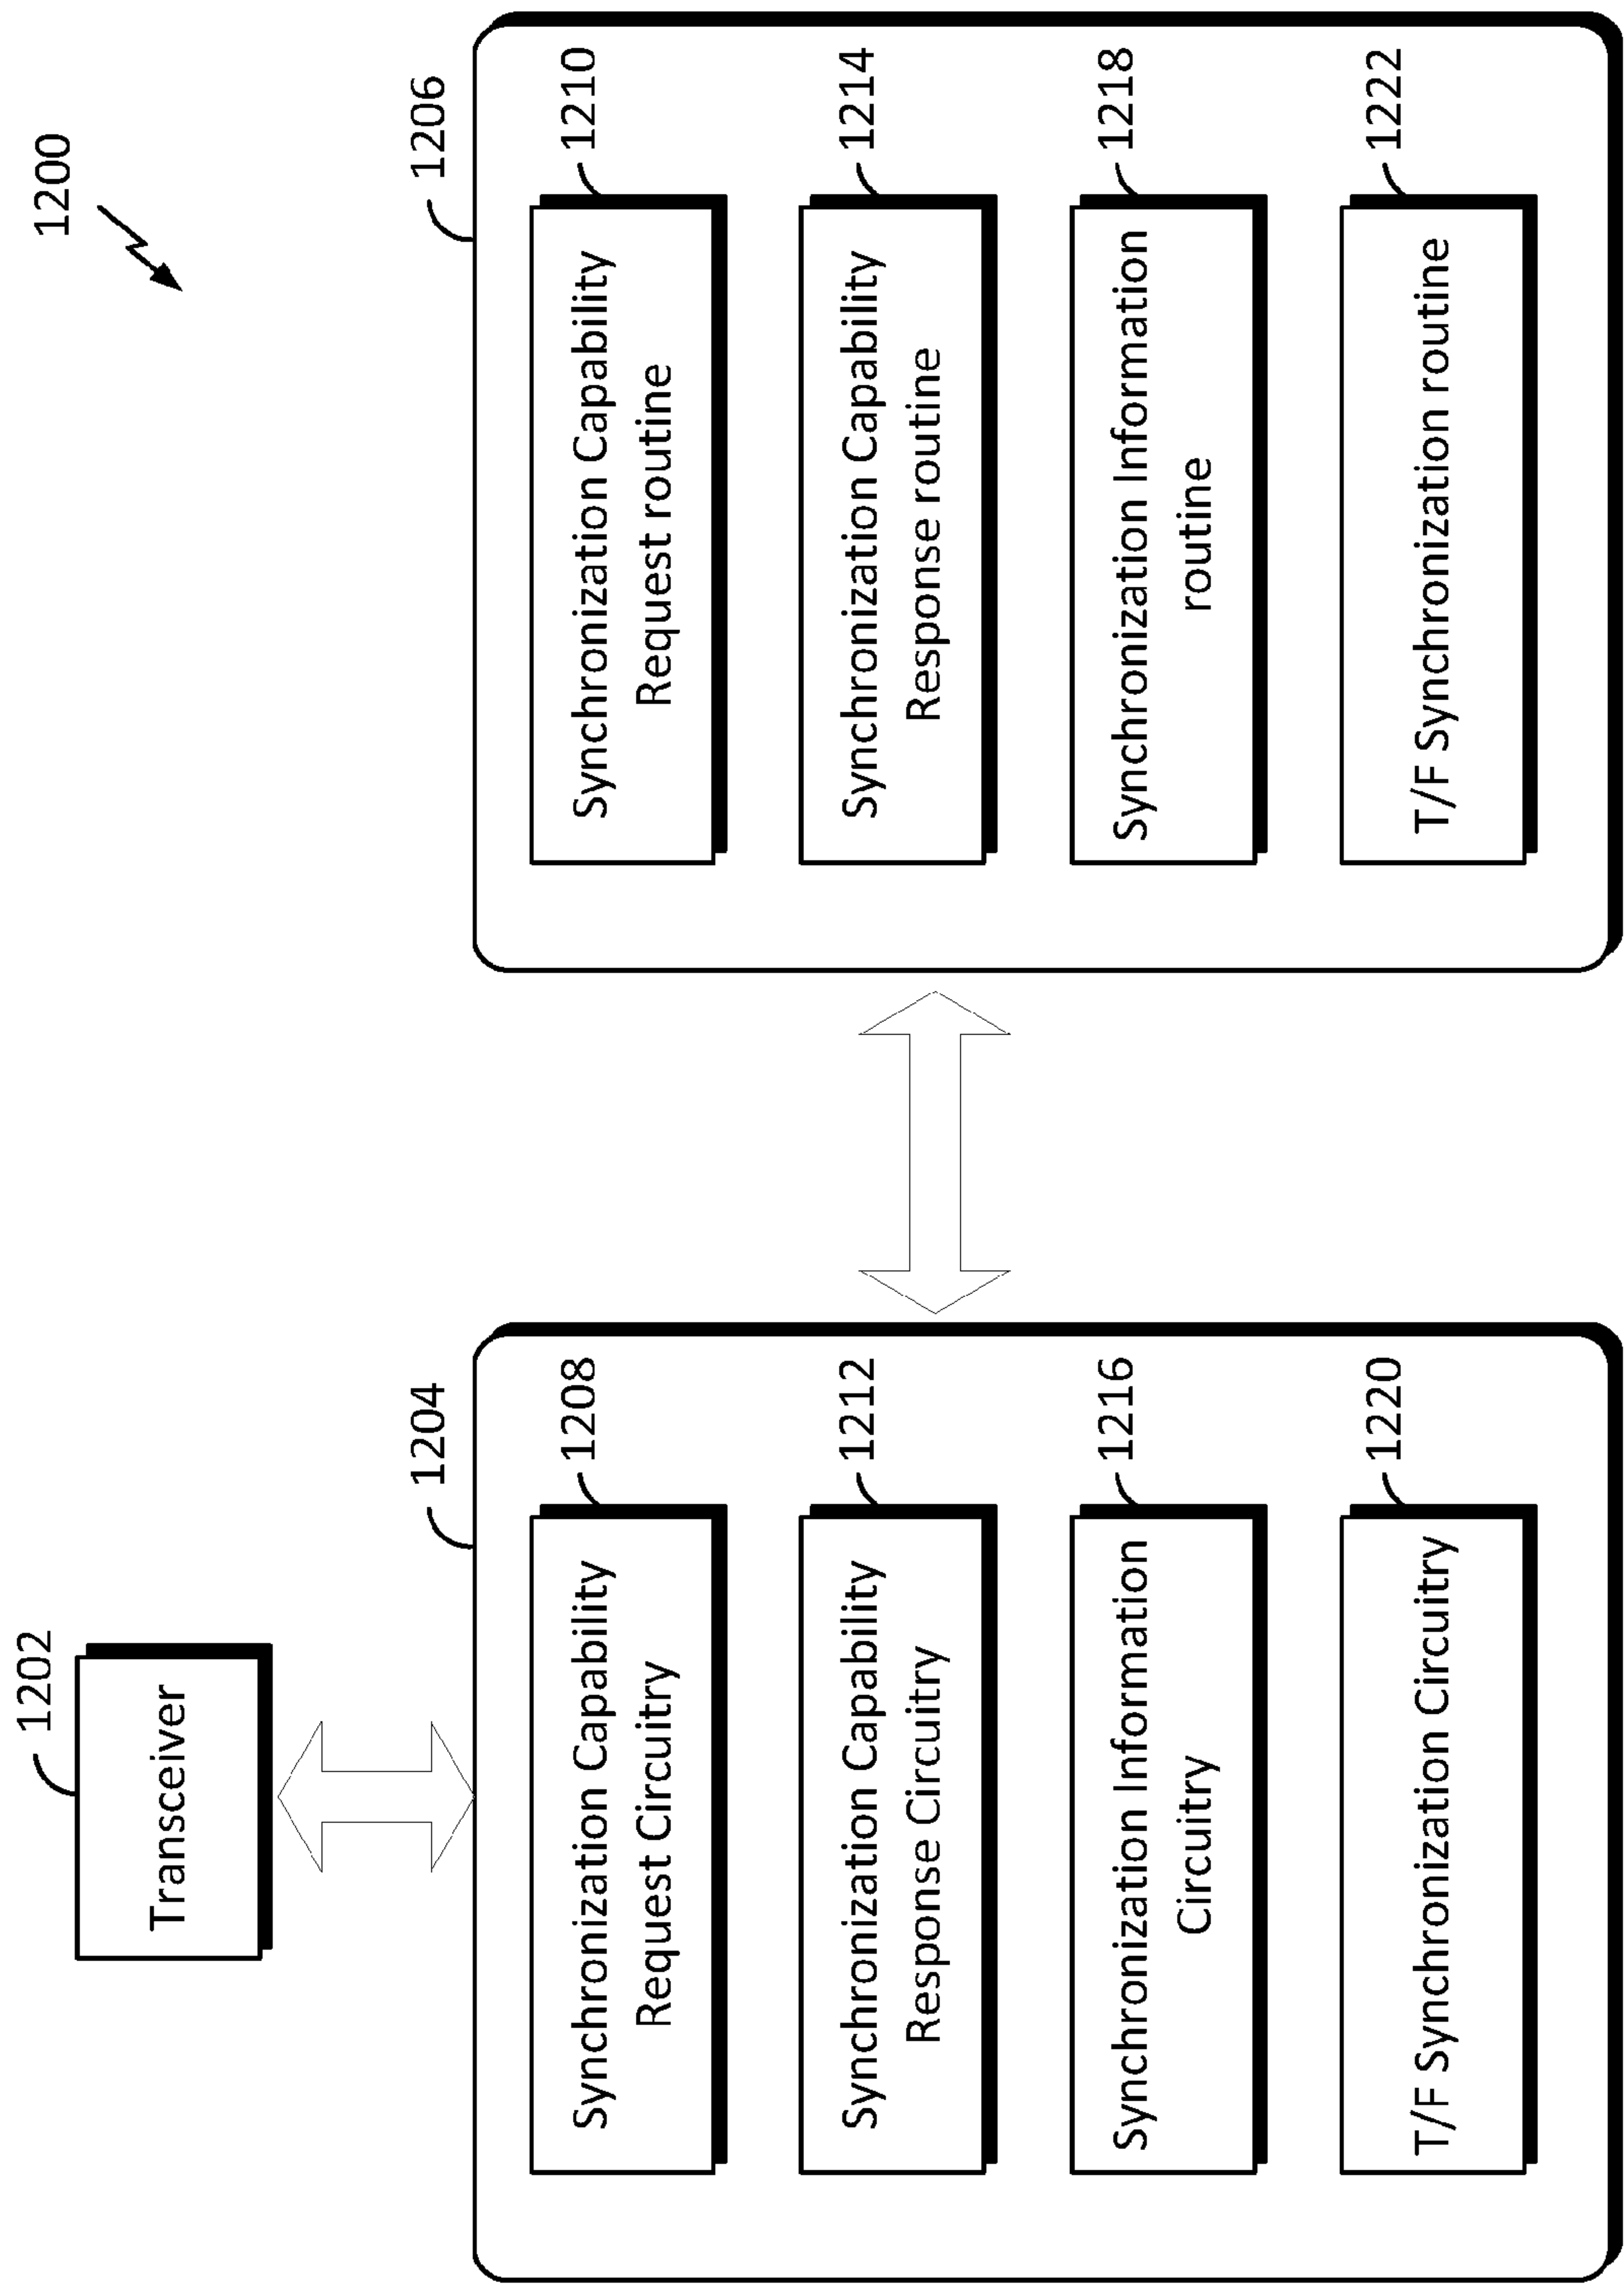 1200
1202
Transceiver
1204
1208
Synchronization Capability
Request Circuitry
1212
Synchronization Capability
Response Circuitry
1216
Synchronization Information
Circuitry
1220
T/F Synchronization Circuitry
1206
1210
Synchronization Capability
Request routine
1214
Synchronization Capability
Response routine
1218
Synchronization Information
routine
1222
T/F Synchronization routine